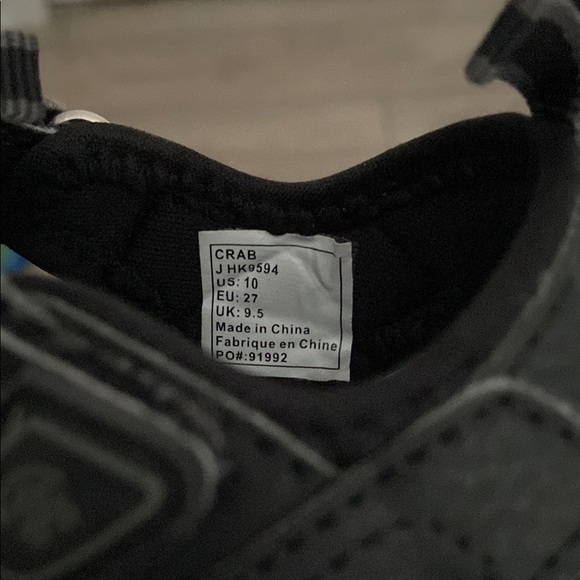 CRAB
J HK9594
US: 10
EU: 27
UK: 9.5
Made in China
Fabrique en Chine
PO#:91992